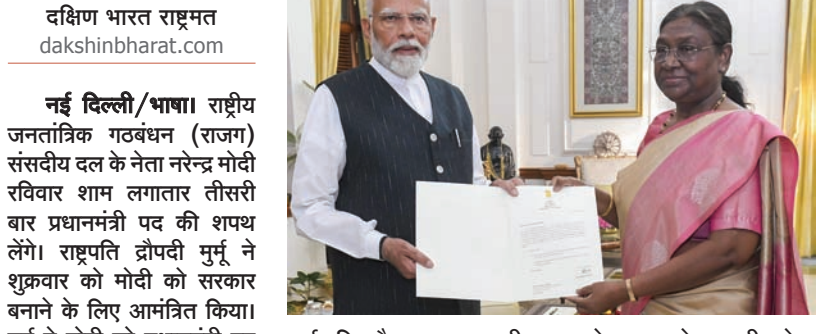 दक्षिण भारत राष्ट्रमत
dakshinbharat.com
नई दिल्ली/भाषा। राष्ट्रीय
जनतांत्रिक गठबंधन (राजग)
संसदीय दल के नेता नरेन्द्र मोदी
रविवार शाम लगातार तीसरी
बार प्रधानमंत्री पद की शपथ
लेंगे। राष्ट्रपति द्रौपदी मुर्मू ने
शुक्रवार को मोदी को सरकार
बनाने के लिए आमंत्रित किया।